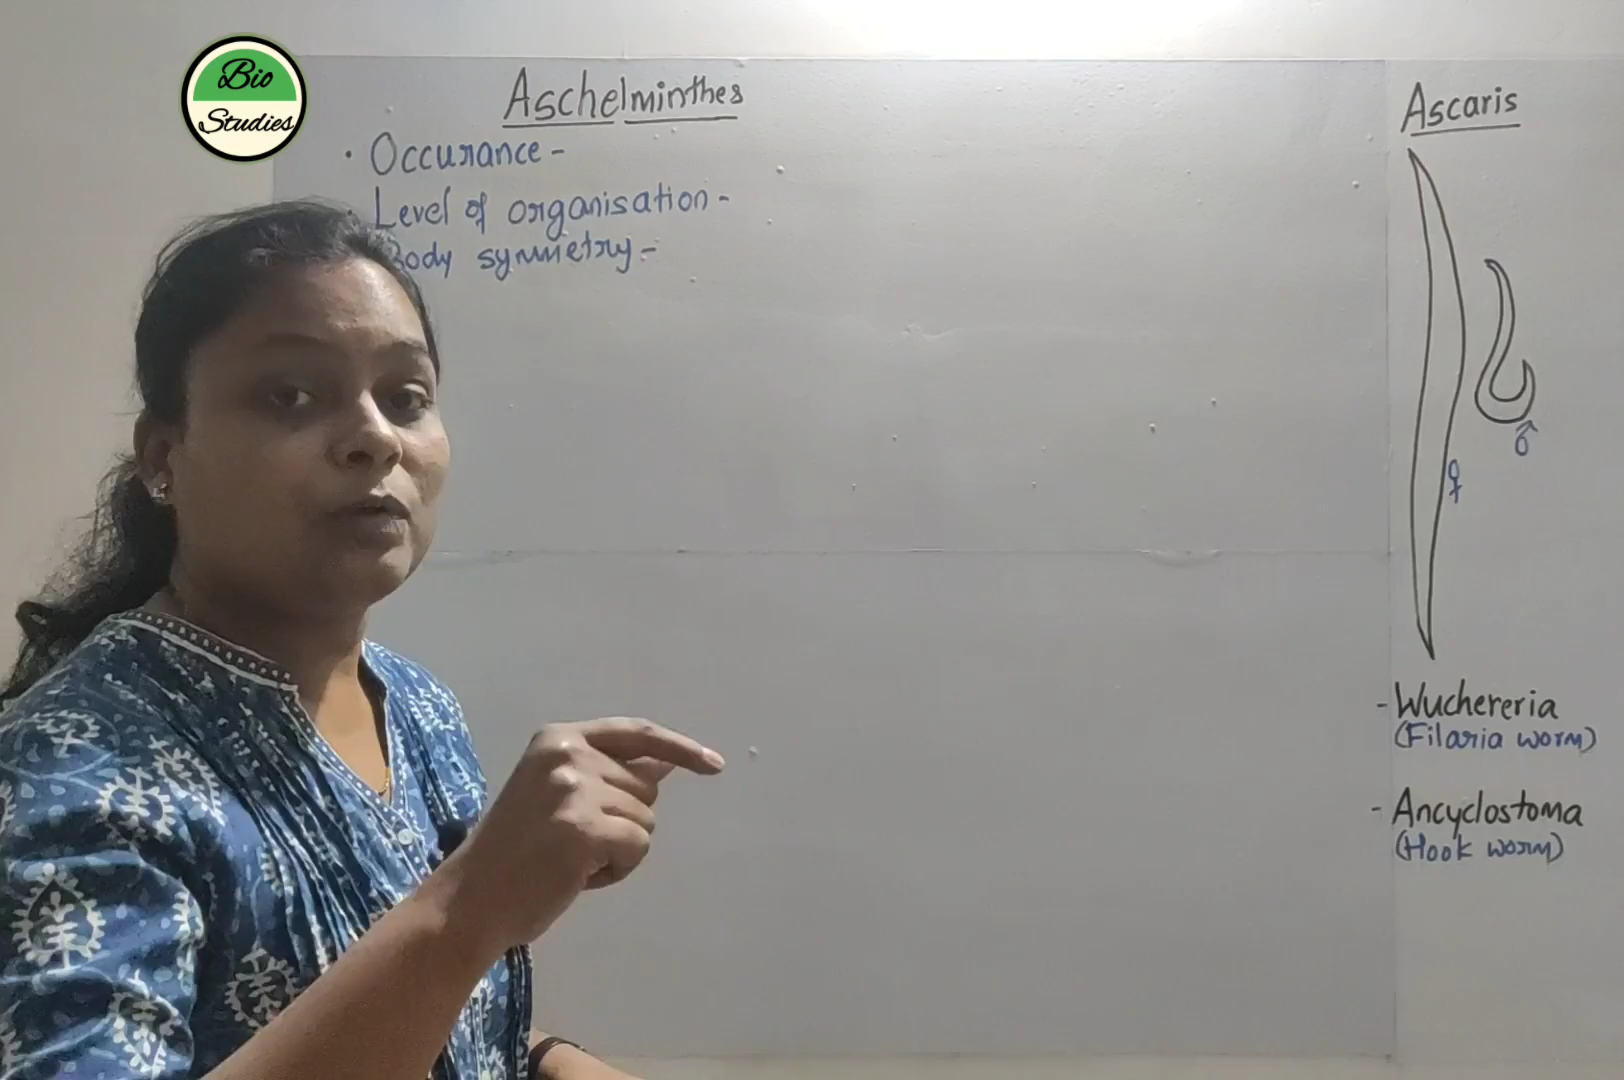 Bio
Studies
Aschelminthes
• Occurance -
• Level of organisation -
Body symmetry -
Ascaris
♂
♀
- Wuchereria
(Filaria worm)
- Ancyclostoma
(Hook worm)